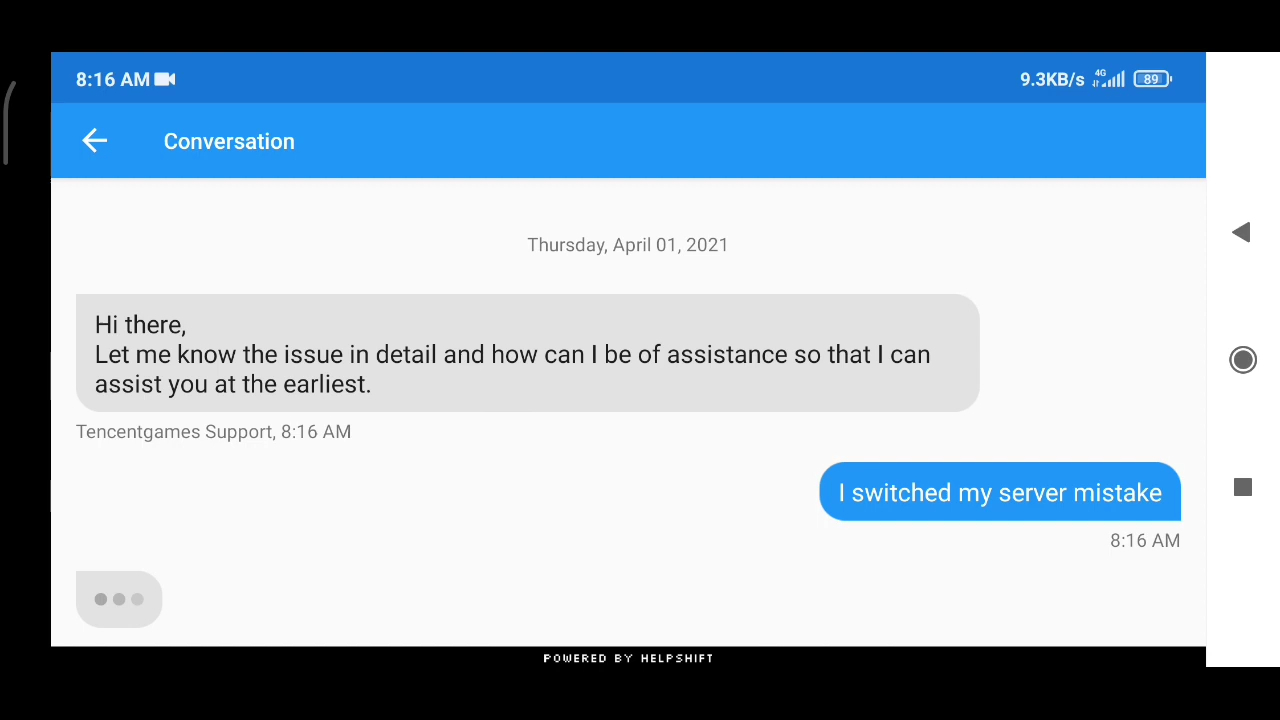 8:16 AM
9.3KB/s 4G 89
Conversation
Thursday, April 01, 2021
Hi there,
Let me know the issue in detail and how can I be of assistance so that I can
assist you at the earliest.
Tencentgames Support, 8:16 AM
I switched my server mistake
8:16 AM
POWERED BY HELPSHIFT